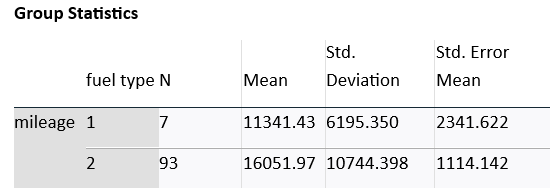 Group Statistics
fuel type N Mean Std. Deviation Std. Error Mean
mileage 1 7 11341.43 6195.350 2341.622
2 93 16051.97 10744.398 1114.142